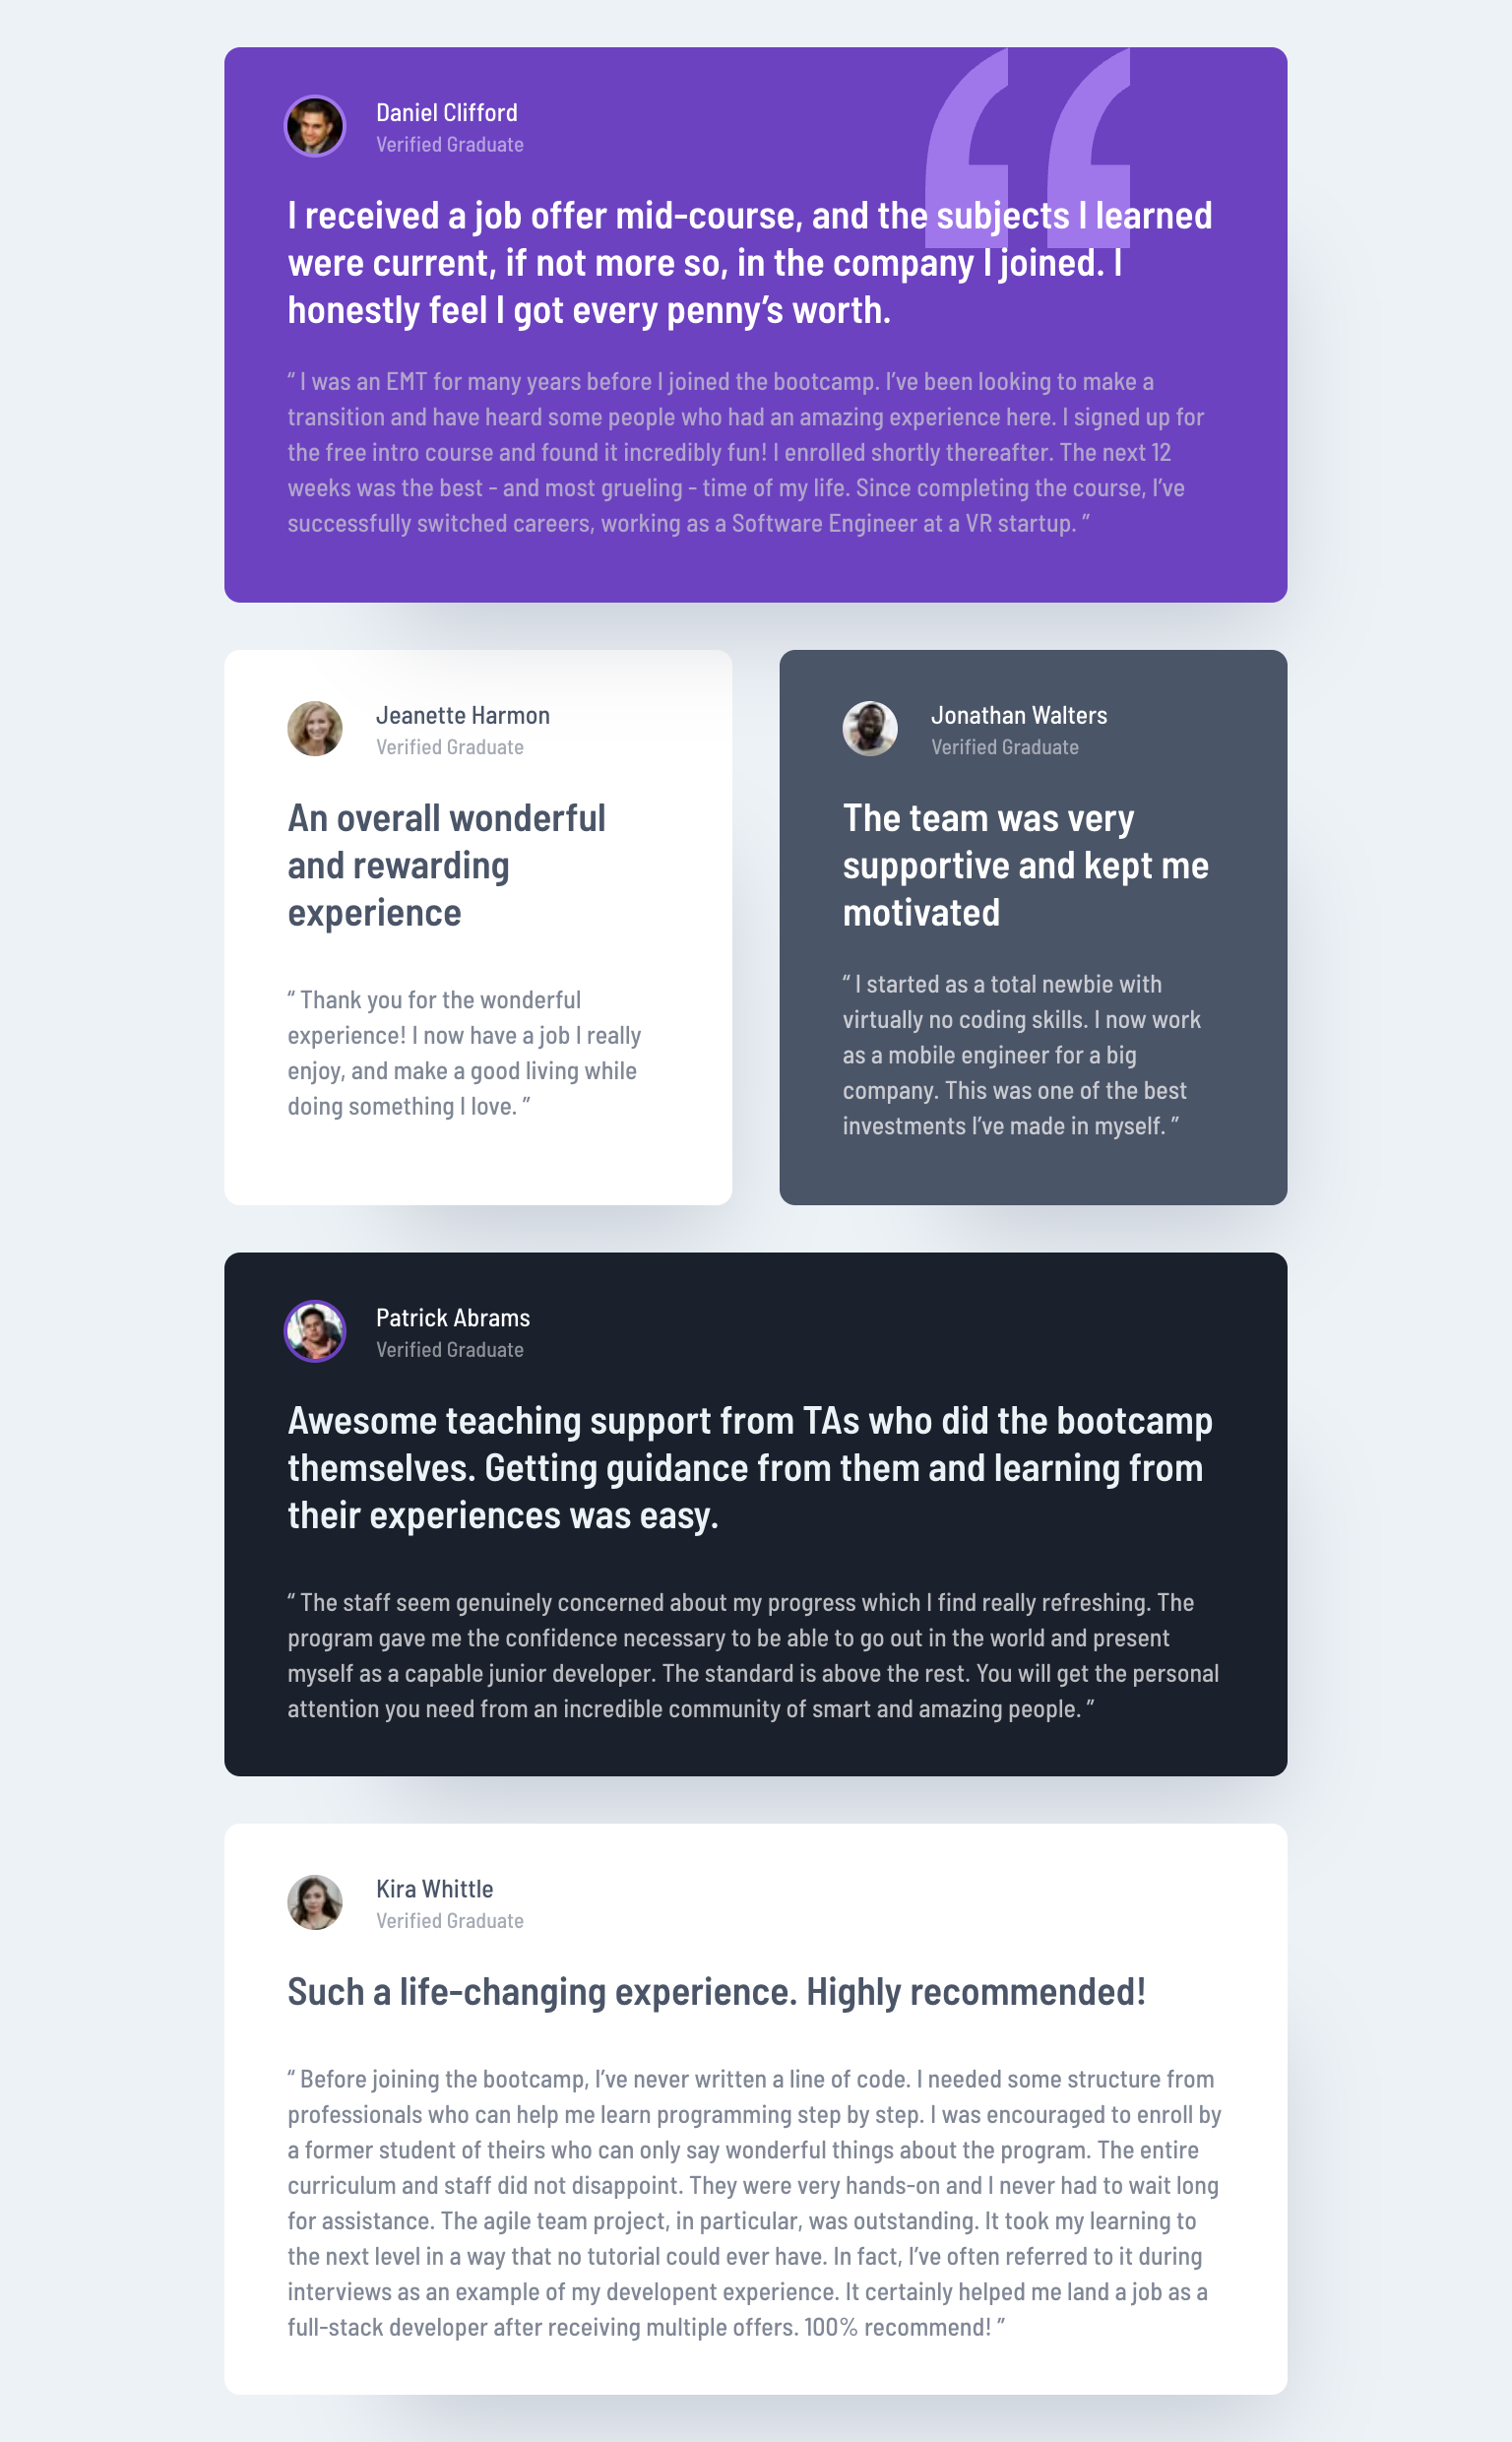 Daniel Clifford
Verified Graduate
I received a job offer mid-course, and the subjects I learned
were current, if not more so, in the company I joined. I
honestly feel I got every penny’s worth.
“ I was an EMT for many years before I joined the bootcamp. I’ve been looking to make a
transition and have heard some people who had an amazing experience here. I signed up for
the free intro course and found it incredibly fun! I enrolled shortly thereafter. The next 12
weeks was the best - and most grueling - time of my life. Since completing the course, I’ve
successfully switched careers, working as a Software Engineer at a VR startup. ”
Jeanette Harmon
Verified Graduate
An overall wonderful
and rewarding
experience
“ Thank you for the wonderful
experience! I now have a job I really
enjoy, and make a good living while
doing something I love. ”
Jonathan Walters
Verified Graduate
The team was very
supportive and kept me
motivated
“ I started as a total newbie with
virtually no coding skills. I now work
as a mobile engineer for a big
company. This was one of the best
investments I’ve made in myself. ”
Patrick Abrams
Verified Graduate
Awesome teaching support from TAs who did the bootcamp
themselves. Getting guidance from them and learning from
their experiences was easy.
“ The staff seem genuinely concerned about my progress which I find really refreshing. The
program gave me the confidence necessary to be able to go out in the world and present
myself as a capable junior developer. The standard is above the rest. You will get the personal
attention you need from an incredible community of smart and amazing people. ”
Kira Whittle
Verified Graduate
Such a life-changing experience. Highly recommended!
“ Before joining the bootcamp, I’ve never written a line of code. I needed some structure from
professionals who can help me learn programming step by step. I was encouraged to enroll by
a former student of theirs who can only say wonderful things about the program. The entire
curriculum and staff did not disappoint. They were very hands-on and I never had to wait long
for assistance. The agile team project, in particular, was outstanding. It took my learning to
the next level in a way that no tutorial could ever have. In fact, I’ve often referred to it during
interviews as an example of my developent experience. It certainly helped me land a job as a
full-stack developer after receiving multiple offers. 100% recommend! ”